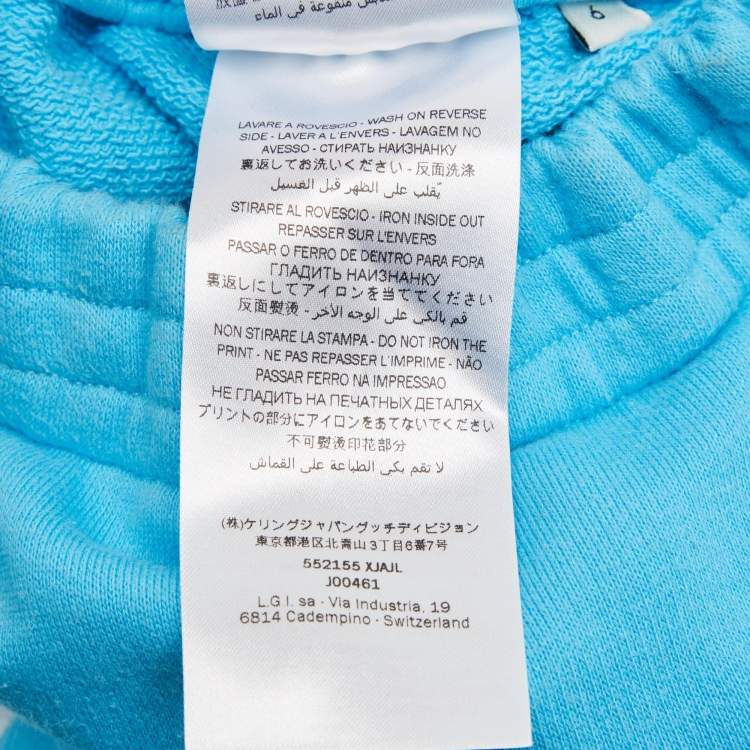 منقوعة في الماء
6
LAVARE A ROVESCIO - WASH ON REVERSE
SIDE - LAVER A L'ENVERS - LAVAGEM NO
AVESSO - СТИРАТЬ НАИЗНАНКУ
裏返してお洗いください - 反面洗涤
يُقلب على الظهر قبل الغسيل
STIRARE AL ROVESCIO - IRON INSIDE OUT
REPASSER SUR L'ENVERS
PASSAR O FERRO DE DENTRO PARA FORA
ГЛАДИТЬ НАИЗНАНКУ
裏返しにしてアイロンを当ててください
反面熨烫 - قم بالكي على الوجه الآخر
NON STIRARE LA STAMPA - DO NOT IRON THE
PRINT - NE PAS REPASSER L'IMPRIME - NÃO
PASSAR FERRO NA IMPRESSAO
НЕ ГЛАДИТЬ НА ПЕЧАТНЫХ ДЕТАЛЯХ
プリントの部分にアイロンをあてないでください
不可熨烫印花部分
لا تقم بكي الطباعة على القماش
(株)ケリングジャパングッチディビジョン
東京都港区北青山3丁目6番7号
552155 XJAJL
J00461
L.G I. sa - Via Industria, 19
6814 Cadempino - Switzerland